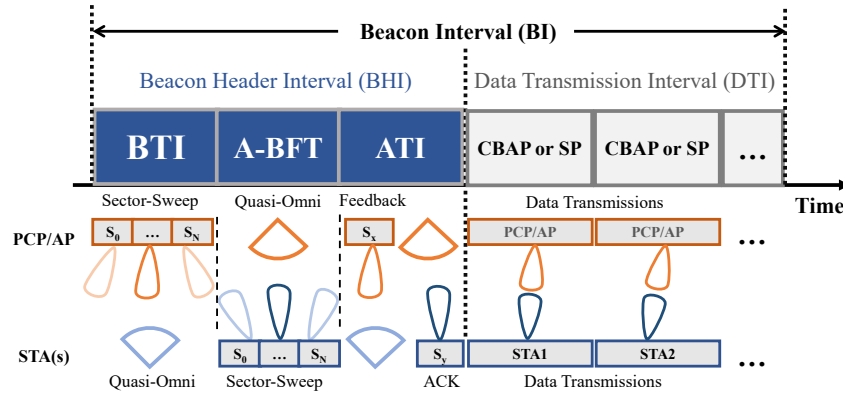 Beacon Interval (BI)
Beacon Header Interval (BHI)
Data Transmission Interval (DTI)
BTI
A-BFT
ATI
CBAP or SP
CBAP or SP
...
Sector-Sweep
Quasi-Omni
Feedback
Data Transmissions
Time
PCP/AP
S0
...
SN
Sx
PCP/AP
PCP/AP
...
STA(s)
S0
...
SN
Sy
STA1
STA2
...
Quasi-Omni
Sector-Sweep
ACK
Data Transmissions